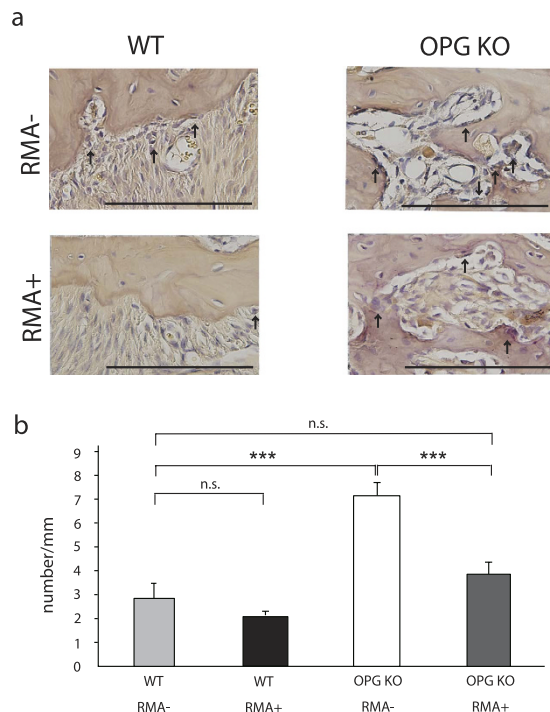 a
WT
OPG KO
RMA-
RMA+
b
n.s.
***
***
n.s.
number/mm
9
8
7
6
5
4
3
2
1
0
WT
WT
OPG KO
OPG KO
RMA-
RMA+
RMA-
RMA+